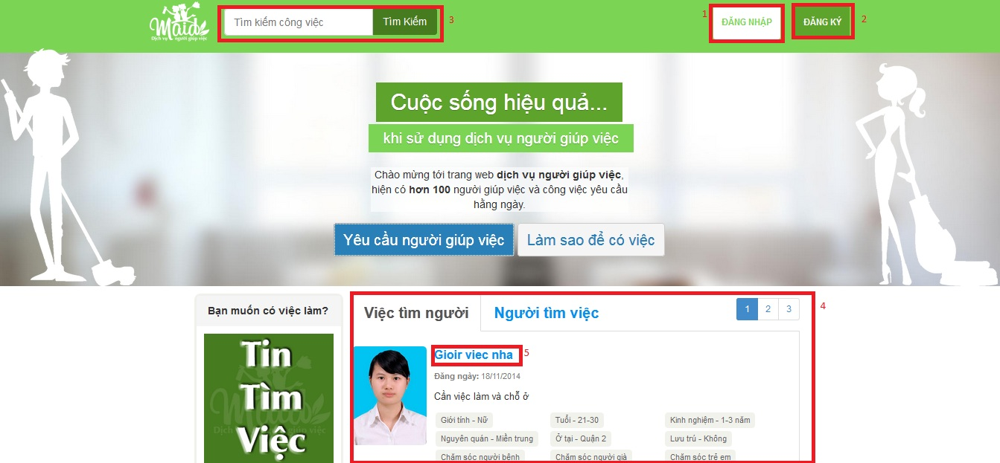 Maid
Dịch vụ người giúp việc
Tìm kiếm công việc
Tìm Kiếm
3
1
ĐĂNG NHẬP
ĐĂNG KÝ
2
Cuộc sống hiệu quả...
khi sử dụng dịch vụ người giúp việc
Chào mừng tới trang web dịch vụ người giúp việc,
hiện có hơn 100 người giúp việc và công việc yêu cầu
hằng ngày.
Yêu cầu người giúp việc
Làm sao để có việc
Bạn muốn có việc làm?
Tin
Tìm
Việc
Maid
Dịch vụ người giúp việc
Việc tìm người
Người tìm việc
1 2 3
4
Gioir viec nha
5
Đăng ngày: 18/11/2014
Cần việc làm và chỗ ở
Giới tính - Nữ
Tuổi - 21-30
Kinh nghiệm - 1-3 năm
Nguyên quán - Miền trung
Ở tại - Quận 2
Lưu trú - Không
Chăm sóc người bệnh
Chăm sóc người già
Chăm sóc trẻ em